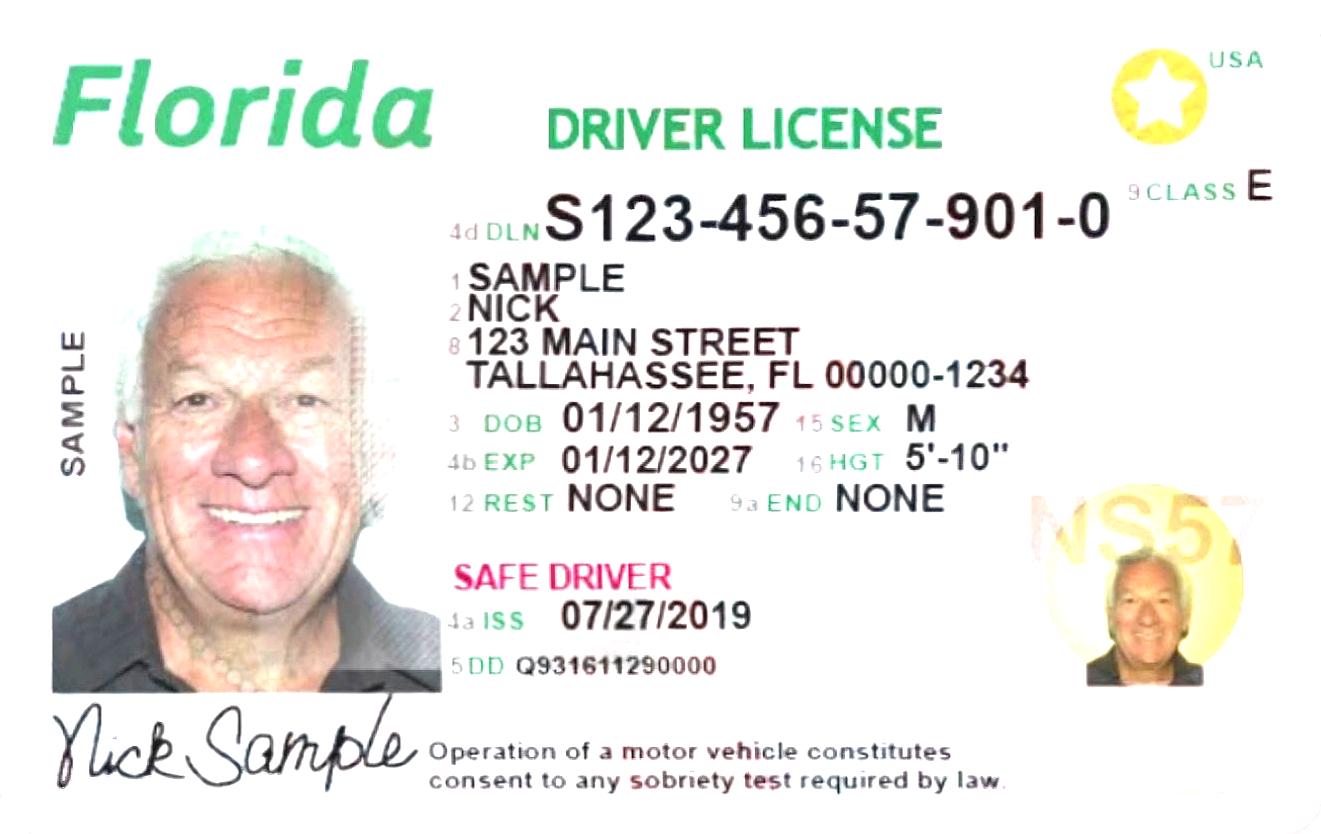 Florida
USA
DRIVER LICENSE
9 CLASS E
4d DLN S123-456-57-901-0
1 SAMPLE
2 NICK
8 123 MAIN STREET
TALLAHASSEE, FL 00000-1234
SAMPLE
3 DOB 01/12/1957 15 SEX M
4b EXP 01/12/2027 16 HGT 5'-10"
12 REST NONE 9a END NONE
NS57
SAFE DRIVER
4a ISS 07/27/2019
5 DD Q931611290000
Nick Sample
Operation of a motor vehicle constitutes
consent to any sobriety test required by law.